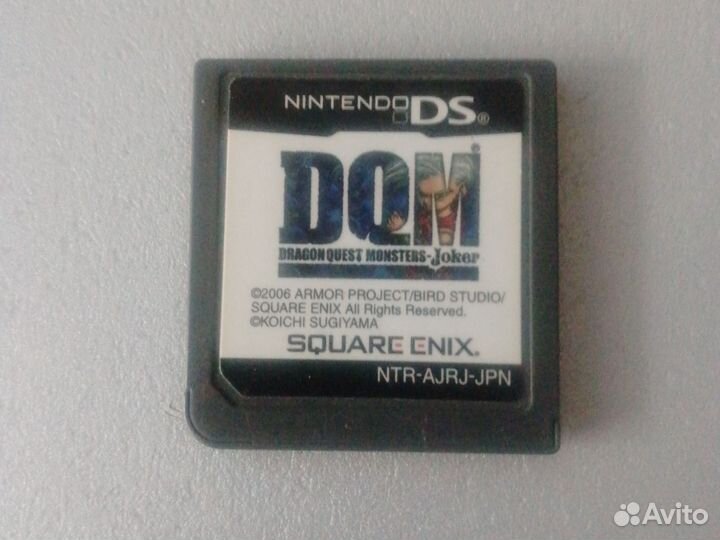 NINTENDO DS®
DQM
DRAGON QUEST MONSTERS-Joker
©2006 ARMOR PROJECT/BIRD STUDIO/
SQUARE ENIX All Rights Reserved.
©KOICHI SUGIYAMA
SQUARE ENIX.
NTR-AJRJ-JPN
Avito